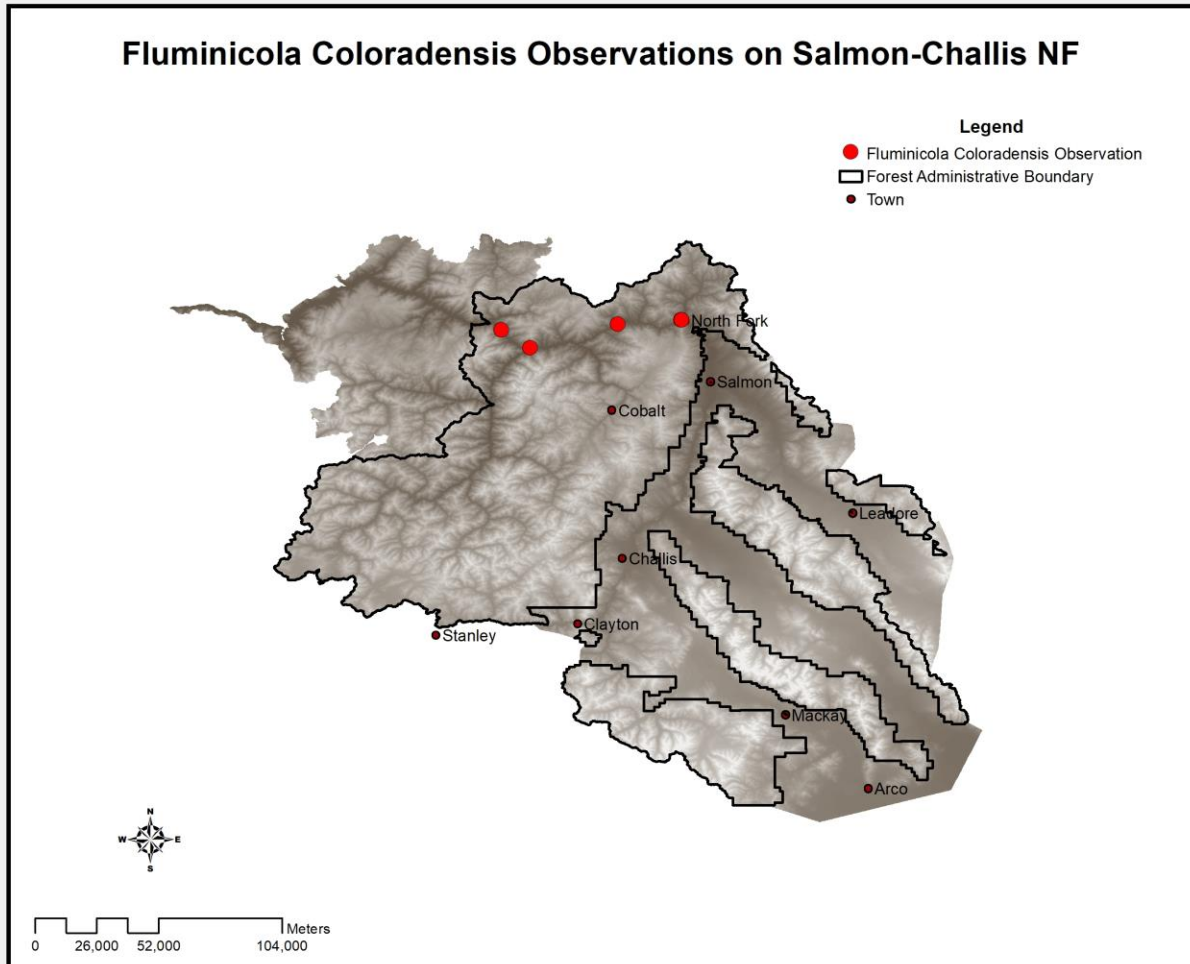 Fluminicola Coloradensis Observations on Salmon-Challis NF
Legend
Fluminicola Coloradensis Observation
Forest Administrative Boundary
Town
North Fork
Salmon
Cobalt
Leadore
Challis
Clayton
Stanley
Mackay
Arco
N
W E
S
Meters
0 26,000 52,000 104,000